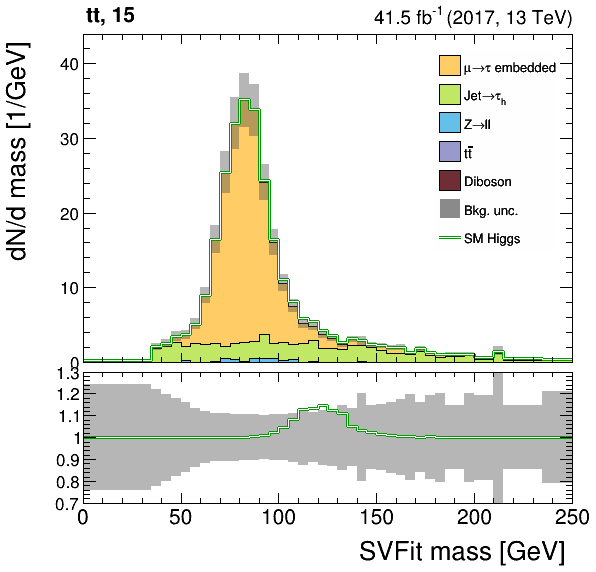 tt, 15
41.5 fb⁻¹ (2017, 13 TeV)
dN/d mass [1/GeV]
40
30
20
10
0
μ→τ embedded
Jet→τₕ
Z→ll
tt̄
Diboson
Bkg. unc.
SM Higgs
1.3
1.2
1.1
1
0.9
0.8
0.7
0 50 100 150 200 250
SVFit mass [GeV]